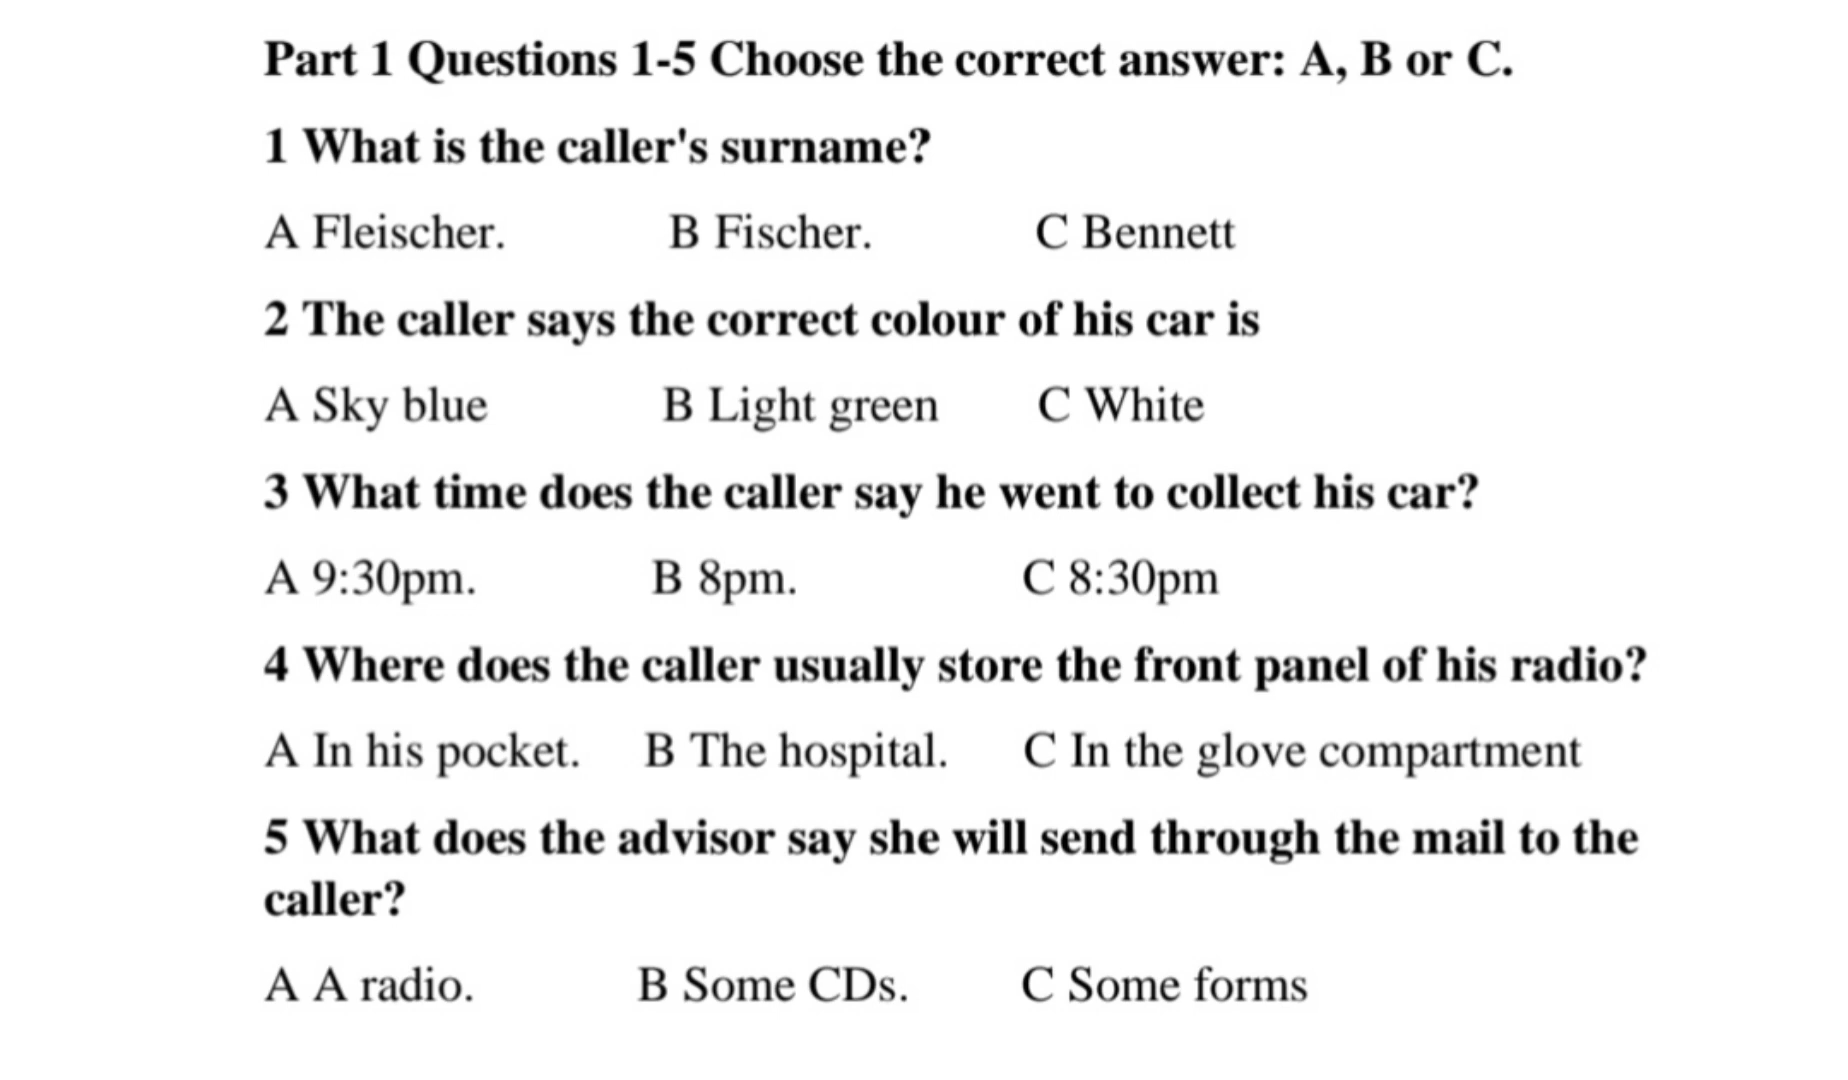 Part 1 Questions 1-5 Choose the correct answer: A, B or C.
1 What is the caller's surname?
A Fleischer. B Fischer. C Bennett
2 The caller says the correct colour of his car is
A Sky blue B Light green C White
3 What time does the caller say he went to collect his car?
A 9:30pm. B 8pm. C 8:30pm
4 Where does the caller usually store the front panel of his radio?
A In his pocket. B The hospital. C In the glove compartment
5 What does the advisor say she will send through the mail to the
caller?
A A radio. B Some CDs. C Some forms